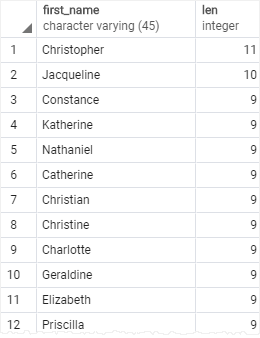 first_name len
character varying (45) integer
1 Christopher 11
2 Jacqueline 10
3 Constance 9
4 Katherine 9
5 Nathaniel 9
6 Catherine 9
7 Christian 9
8 Christine 9
9 Charlotte 9
10 Geraldine 9
11 Elizabeth 9
12 Priscilla 9